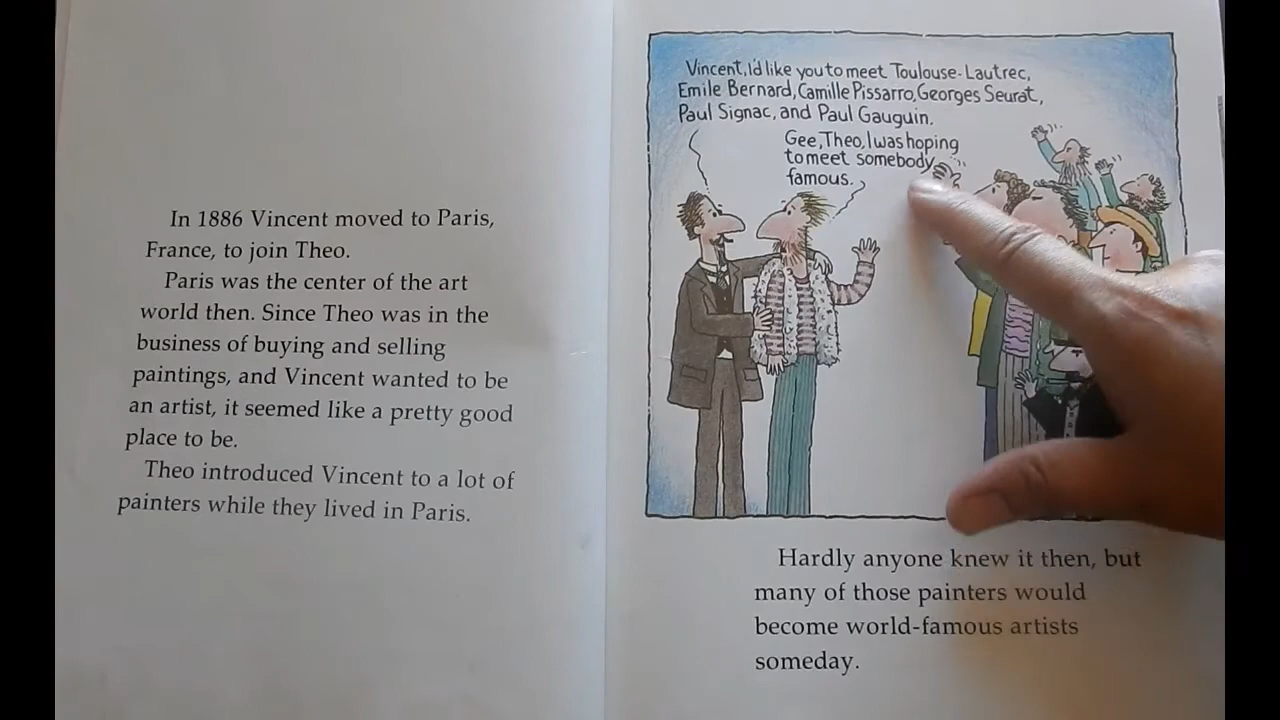 In 1886 Vincent moved to Paris,
France, to join Theo.
Paris was the center of the art
world then. Since Theo was in the
business of buying and selling
paintings, and Vincent wanted to be
an artist, it seemed like a pretty good
place to be.
Theo introduced Vincent to a lot of
painters while they lived in Paris.
Vincent, I'd like you to meet Toulouse-Lautrec,
Emile Bernard, Camille Pissarro, Georges Seurat,
Paul Signac, and Paul Gauguin.
Gee, Theo, I was hoping
to meet somebody
famous.
Hardly anyone knew it then, but
many of those painters would
become world-famous artists
someday.